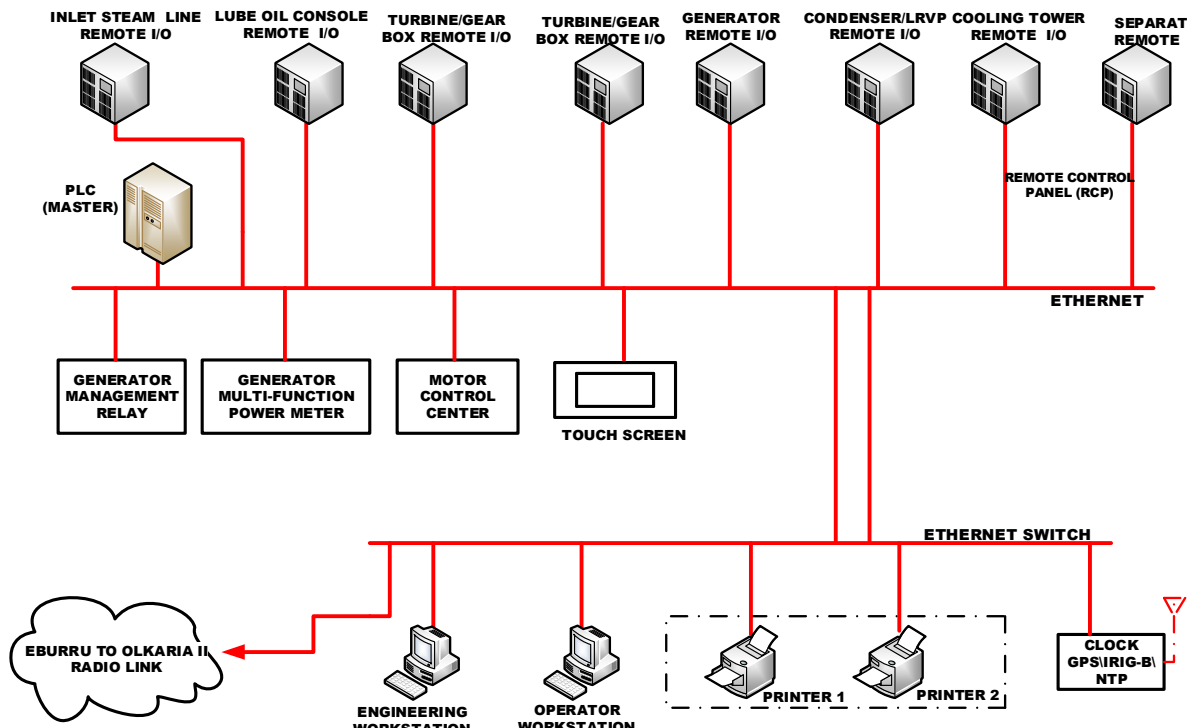 INLET STEAM LINE
REMOTE I/O
LUBE OIL CONSOLE
REMOTE I/O
TURBINE/GEAR
BOX REMOTE I/O
TURBINE/GEAR
BOX REMOTE I/O
GENERATOR
REMOTE I/O
CONDENSER/LRVP
REMOTE I/O
COOLING TOWER
REMOTE I/O
SEPARAT
REMOTE
PLC
(MASTER)
REMOTE CONTROL
PANEL (RCP)
ETHERNET
GENERATOR
MANAGEMENT
RELAY
GENERATOR
MULTI-FUNCTION
POWER METER
MOTOR
CONTROL
CENTER
TOUCH SCREEN
ETHERNET SWITCH
EBURRU TO OLKARIA II
RADIO LINK
ENGINEERING
WORKSTATION
OPERATOR
WORKSTATION
PRINTER 1
PRINTER 2
CLOCK
GPS\IRIG-B\
NTP